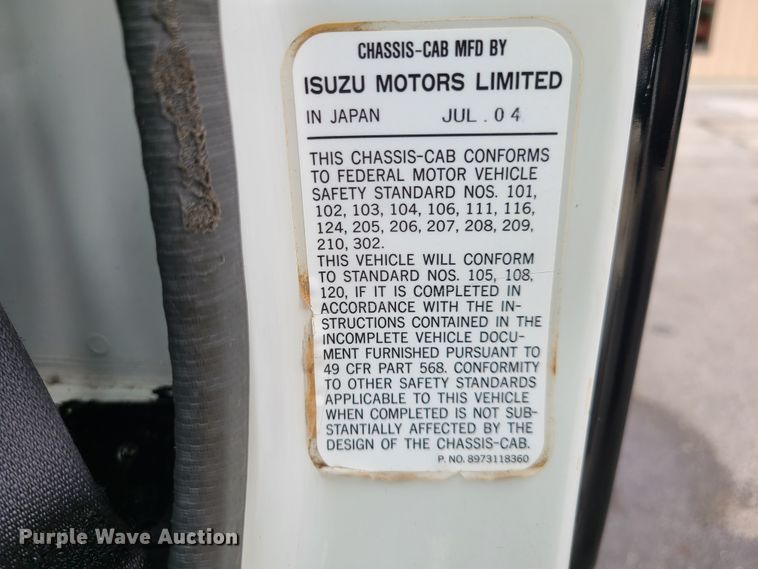 CHASSIS-CAB MFD BY
ISUZU MOTORS LIMITED
IN JAPAN JUL . 04
THIS CHASSIS-CAB CONFORMS
TO FEDERAL MOTOR VEHICLE
SAFETY STANDARD NOS. 101,
102, 103, 104, 106, 111, 116,
124, 205, 206, 207, 208, 209,
210, 302.
THIS VEHICLE WILL CONFORM
TO STANDARD NOS. 105, 108,
120, IF IT IS COMPLETED IN
ACCORDANCE WITH THE IN-
STRUCTIONS CONTAINED IN THE
INCOMPLETE VEHICLE DOCU-
MENT FURNISHED PURSUANT TO
49 CFR PART 568. CONFORMITY
TO OTHER SAFETY STANDARDS
APPLICABLE TO THIS VEHICLE
WHEN COMPLETED IS NOT SUB-
STANTIALLY AFFECTED BY THE
DESIGN OF THE CHASSIS-CAB.
P. NO. 8973118360
Purple Wave Auction®